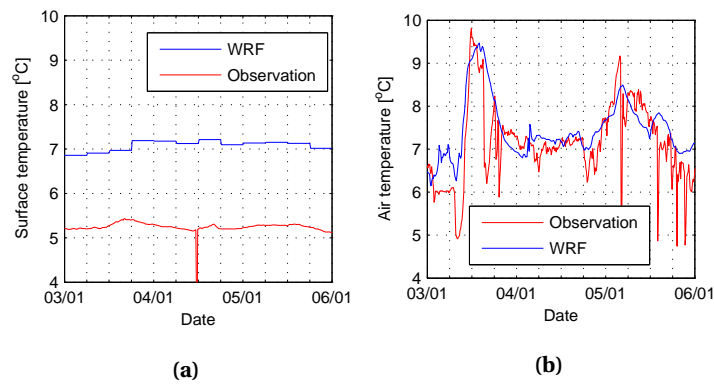 10
9
8
7
6
5
4
Surface temperature [°C]
WRF
Observation
03/01 04/01 05/01 06/01
Date
(a)
10
9
8
7
6
5
4
Air temperature [°C]
Observation
WRF
03/01 04/01 05/01 06/01
Date
(b)